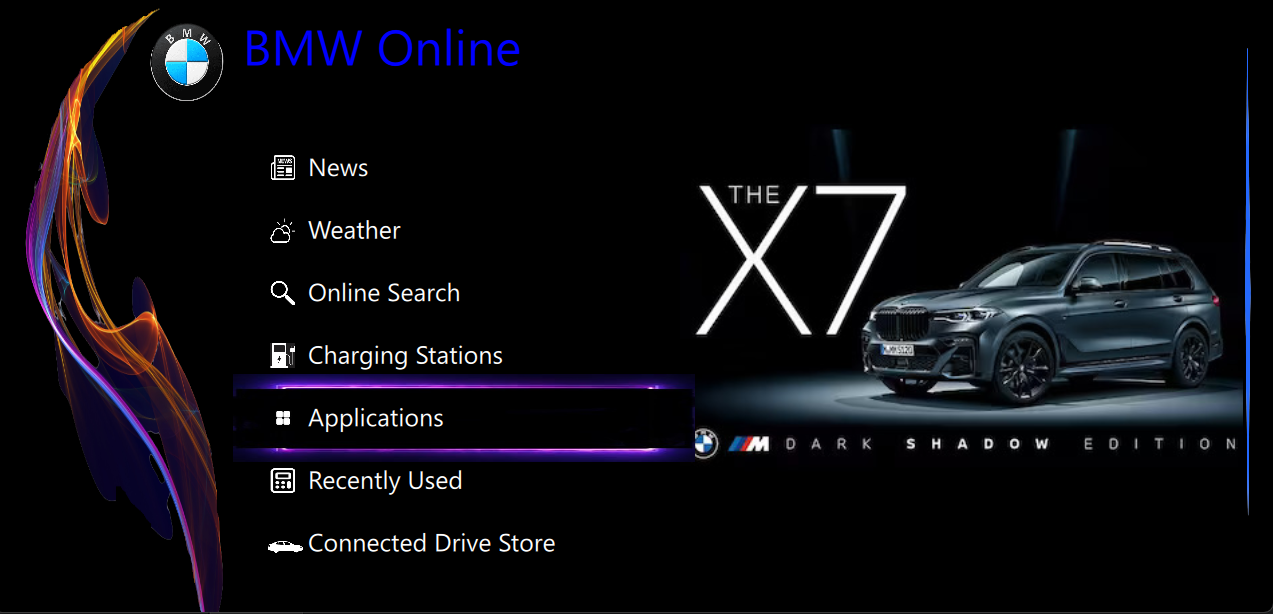 BMW
BMW Online
News
Weather
Online Search
Charging Stations
Applications
Recently Used
Connected Drive Store
THE
X7
M DARK SHADOW EDITION